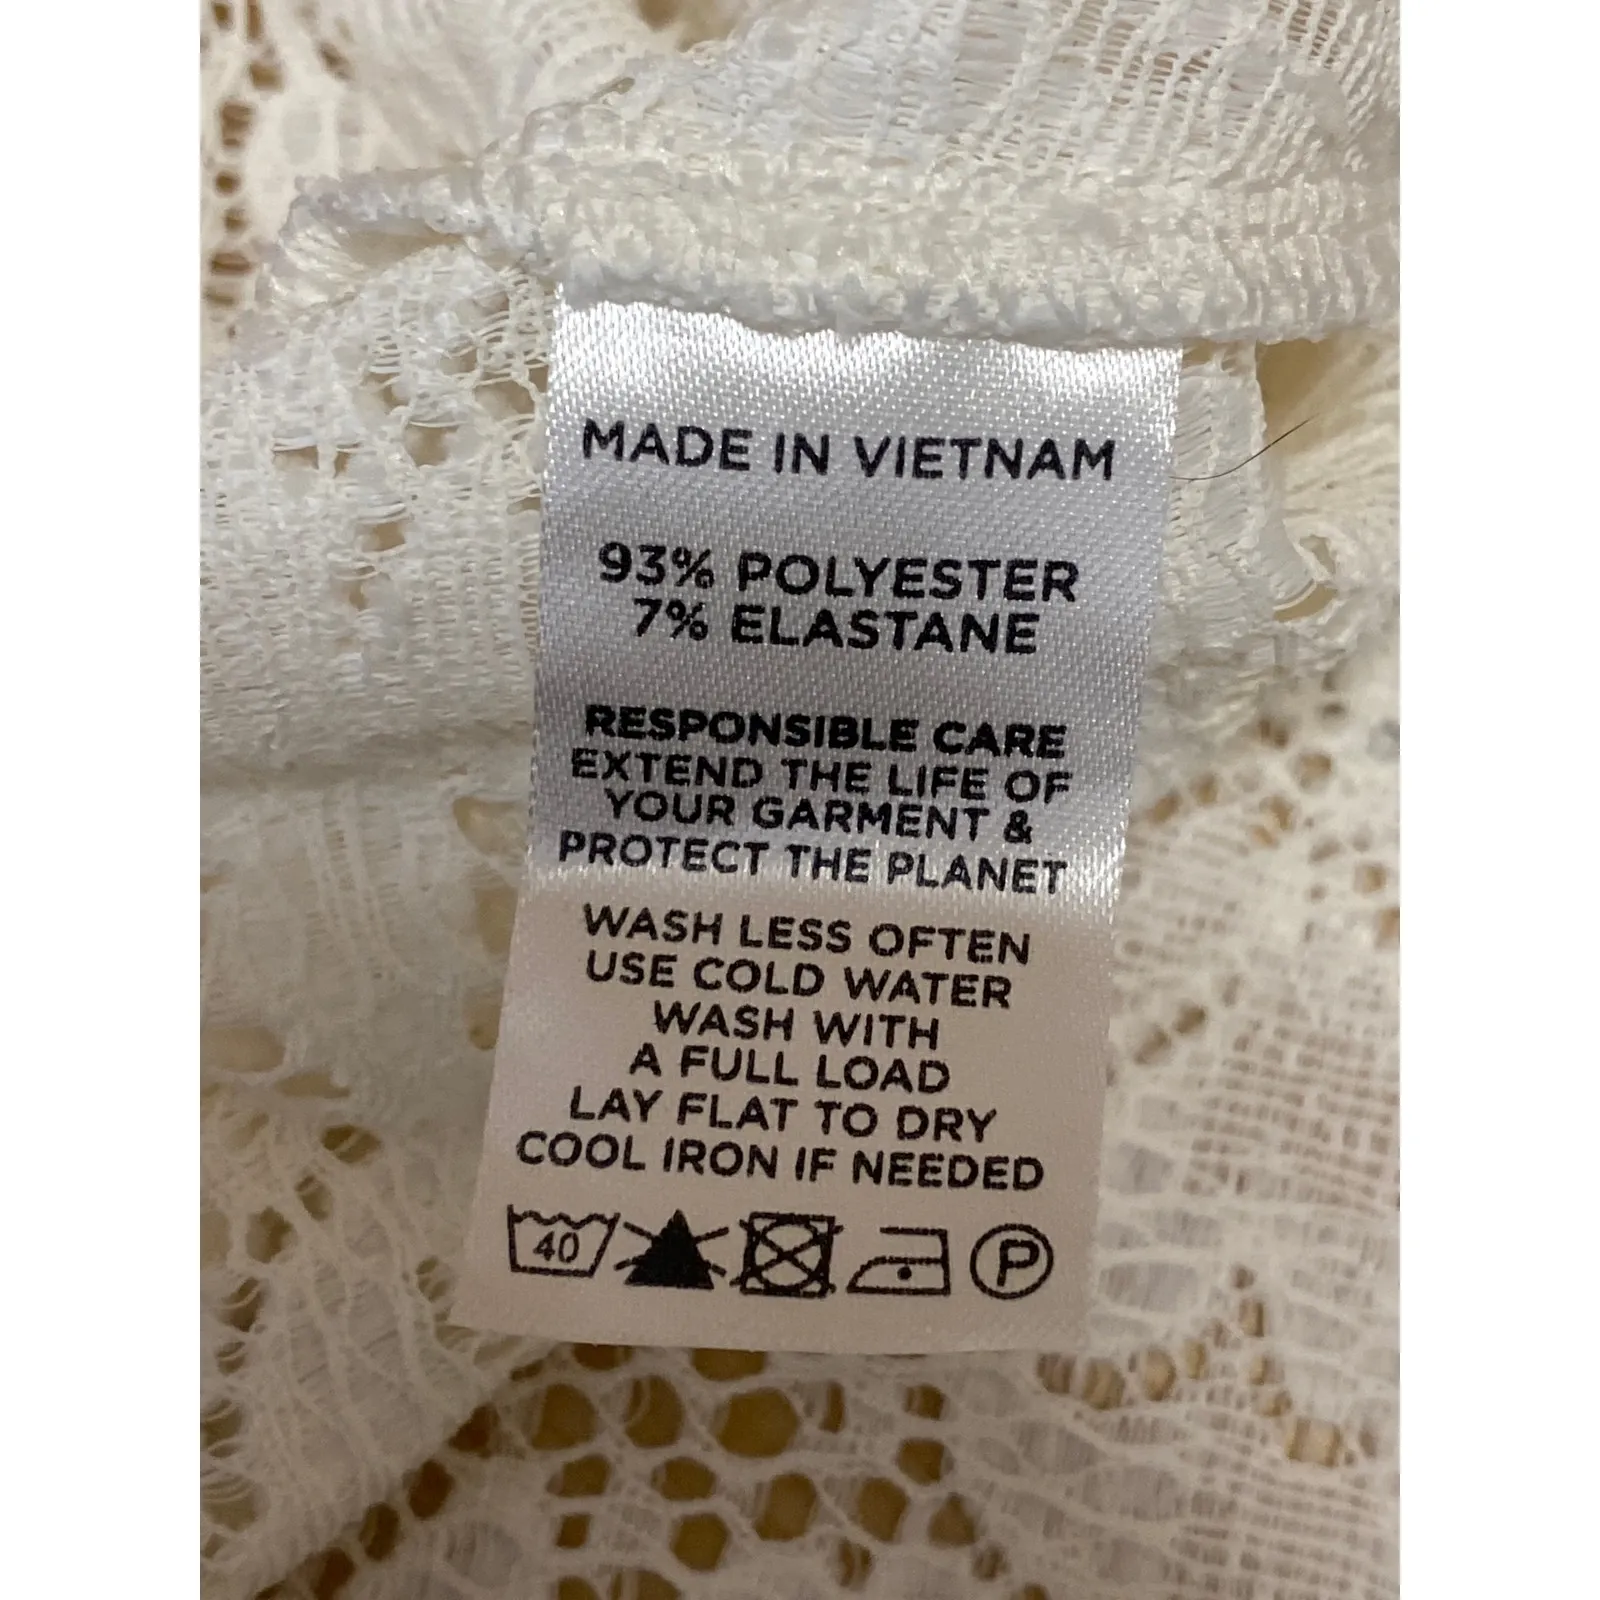 MADE IN VIETNAM
93% POLYESTER
7% ELASTANE
RESPONSIBLE CARE
EXTEND THE LIFE OF
YOUR GARMENT &
PROTECT THE PLANET
WASH LESS OFTEN
USE COLD WATER
WASH WITH
A FULL LOAD
LAY FLAT TO DRY
COOL IRON IF NEEDED
40 P